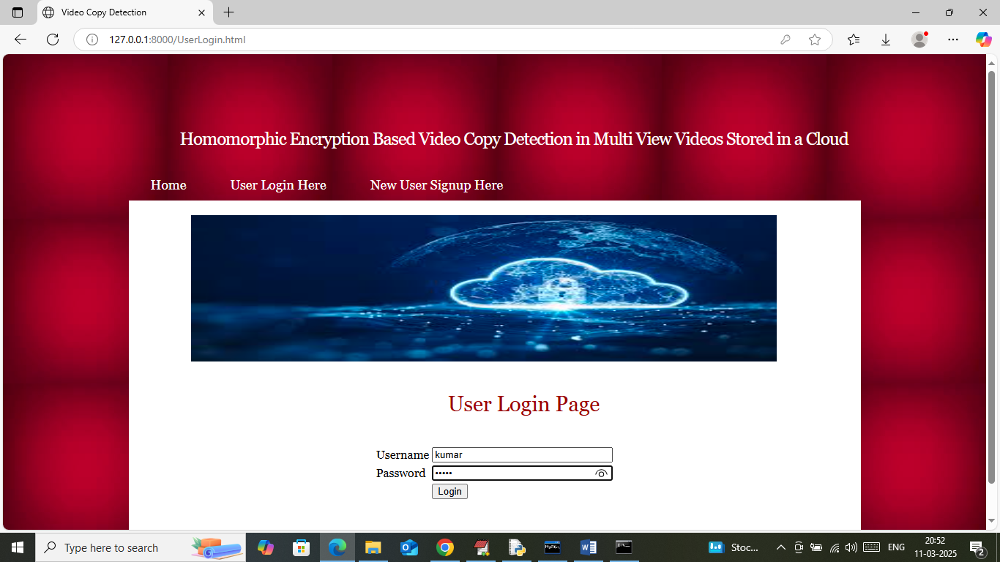 Video Copy Detection
127.0.0.1:8000/UserLogin.html
Homomorphic Encryption Based Video Copy Detection in Multi View Videos Stored in a Cloud
Home User Login Here New User Signup Here
User Login Page
Username kumar
Password •••••
Login
Type here to search
Stoc... ENG 20:52
11-03-2025
2